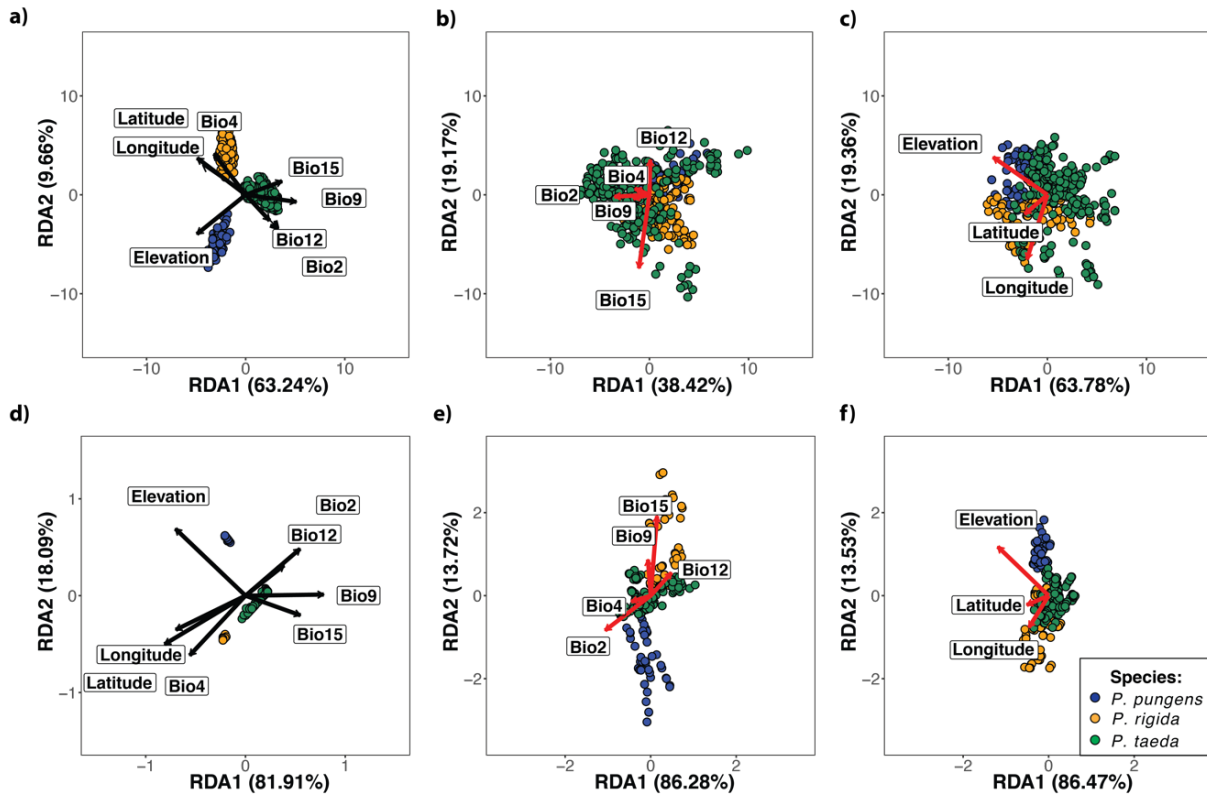 a)
10
0
−10
RDA2 (9.66%)
Latitude
Bio4
Longitude
Bio15
Bio9
Bio12
Elevation
Bio2
−10
0
10
RDA1 (63.24%)
b)
10
0
−10
RDA2 (19.17%)
Bio12
Bio4
Bio2
Bio9
Bio15
−10
0
10
RDA1 (38.42%)
c)
10
0
−10
RDA2 (19.36%)
Elevation
Latitude
Longitude
−10
0
10
RDA1 (63.78%)
d)
1
0
−1
RDA2 (18.09%)
Elevation
Bio2
Bio12
Bio9
Bio15
Longitude
Latitude
Bio4
−1
0
1
RDA1 (81.91%)
e)
2
0
−2
RDA2 (13.72%)
Bio15
Bio9
Bio12
Bio4
Bio2
−2
0
2
RDA1 (86.28%)
f)
2
0
−2
RDA2 (13.53%)
Elevation
Latitude
Longitude
−2
0
2
RDA1 (86.47%)
Species:
P. pungens
P. rigida
P. taeda